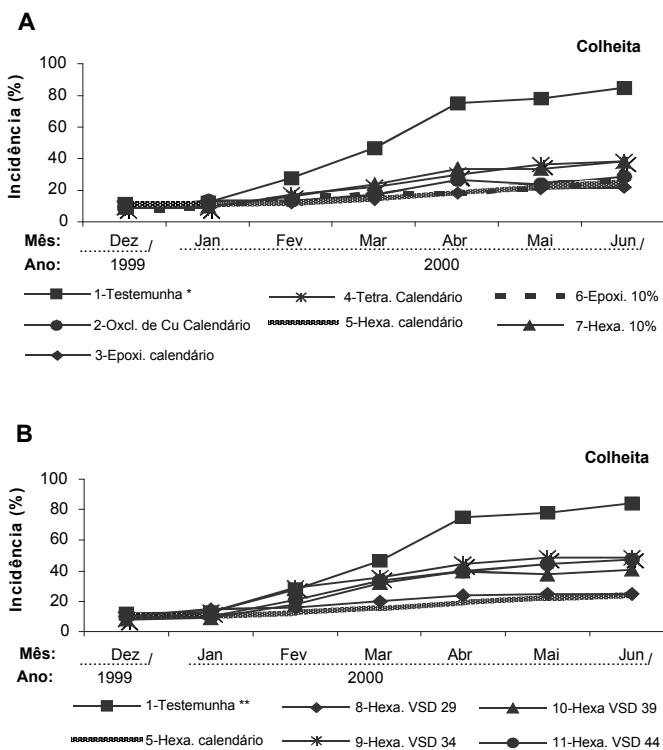 A
Colheita
Incidência (%)
100
80
60
40
20
0
Mês: Dez / Jan Fev Mar Abr Mai Jun /
Ano: 1999 2000
1-Testemunha * 4-Tetra. Calendário 6-Epoxi. 10%
2-Oxcl. de Cu Calendário 5-Hexa. calendário 7-Hexa. 10%
3-Epoxi. calendário
B
Colheita
Incidência (%)
100
80
60
40
20
0
Mês: Dez / Jan Fev Mar Abr Mai Jun /
Ano: 1999 2000
1-Testemunha ** 8-Hexa. VSD 29 10-Hexa VSD 39
5-Hexa. calendário 9-Hexa. VSD 34 11-Hexa. VSD 44